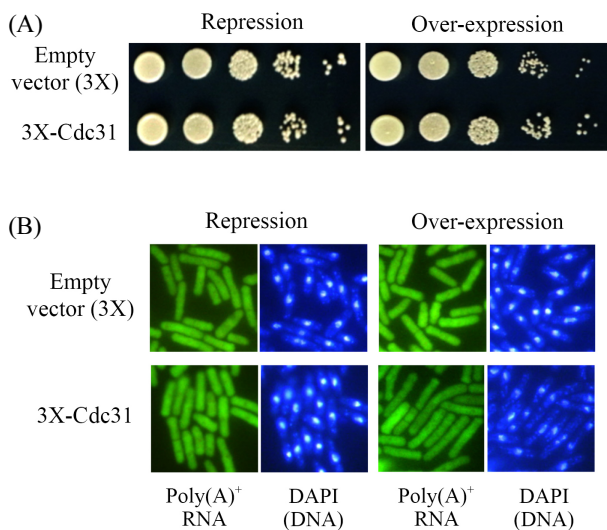 (A)
Repression
Over-expression
Empty
vector (3X)
3X-Cdc31
(B)
Repression
Over-expression
Empty
vector (3X)
3X-Cdc31
Poly(A)⁺
RNA
DAPI
(DNA)
Poly(A)⁺
RNA
DAPI
(DNA)